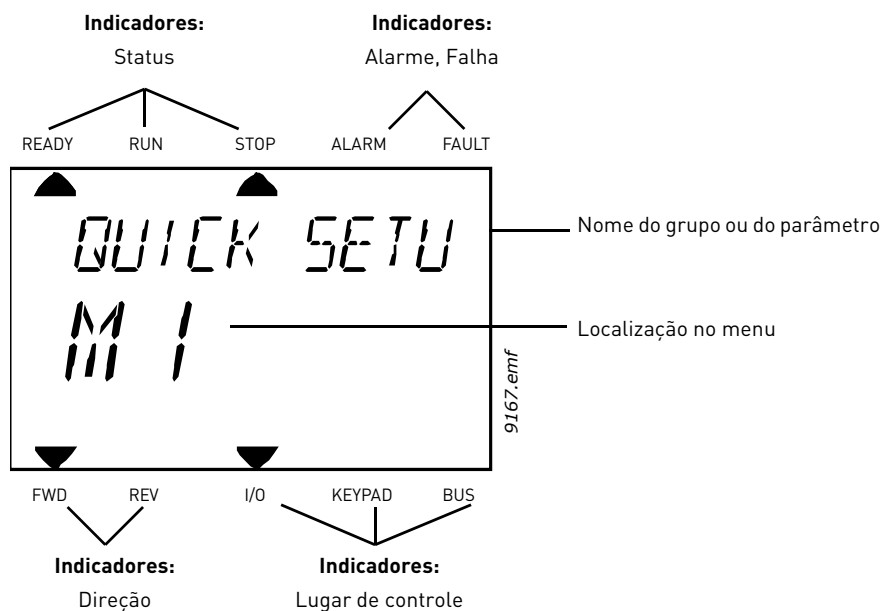 Indicadores: Indicadores:
Status Alarme, Falha
READY RUN STOP ALARM FAULT
QUICK SETU
Nome do grupo ou do parâmetro
M 1
Localização no menu
9167.emf
FWD REV I/O KEYPAD BUS
Indicadores: Indicadores:
Direção Lugar de controle